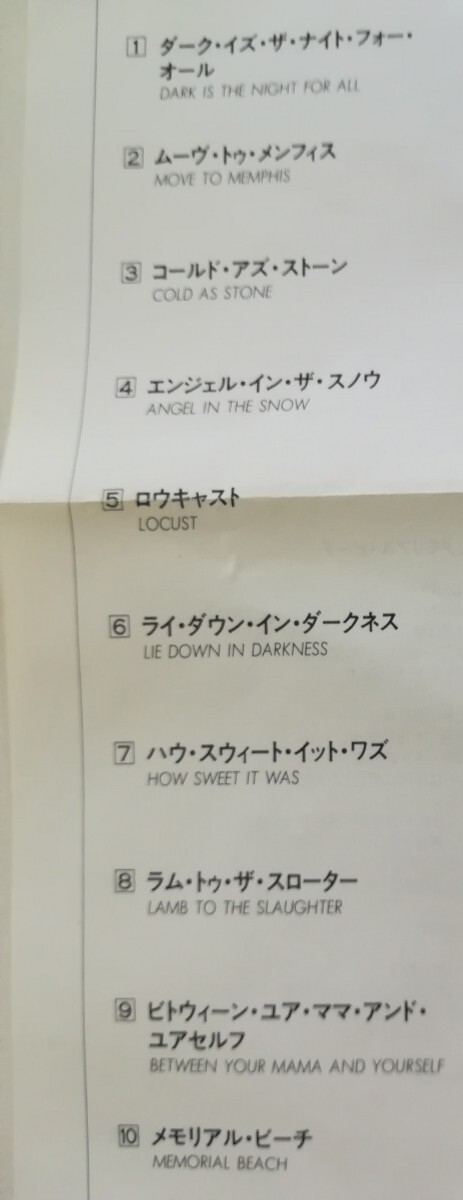 1 ダーク・イズ・ザ・ナイト・フォー・
オール
DARK IS THE NIGHT FOR ALL
2 ムーヴ・トゥ・メンフィス
MOVE TO MEMPHIS
3 コールド・アズ・ストーン
COLD AS STONE
4 エンジェル・イン・ザ・スノウ
ANGEL IN THE SNOW
5 ロウキャスト
LOCUST
6 ライ・ダウン・イン・ダークネス
LIE DOWN IN DARKNESS
7 ハウ・スウィート・イット・ワズ
HOW SWEET IT WAS
8 ラム・トゥ・ザ・スローター
LAMB TO THE SLAUGHTER
9 ビトウィーン・ユア・ママ・アンド・
ユアセルフ
BETWEEN YOUR MAMA AND YOURSELF
10 メモリアル・ビーチ
MEMORIAL BEACH